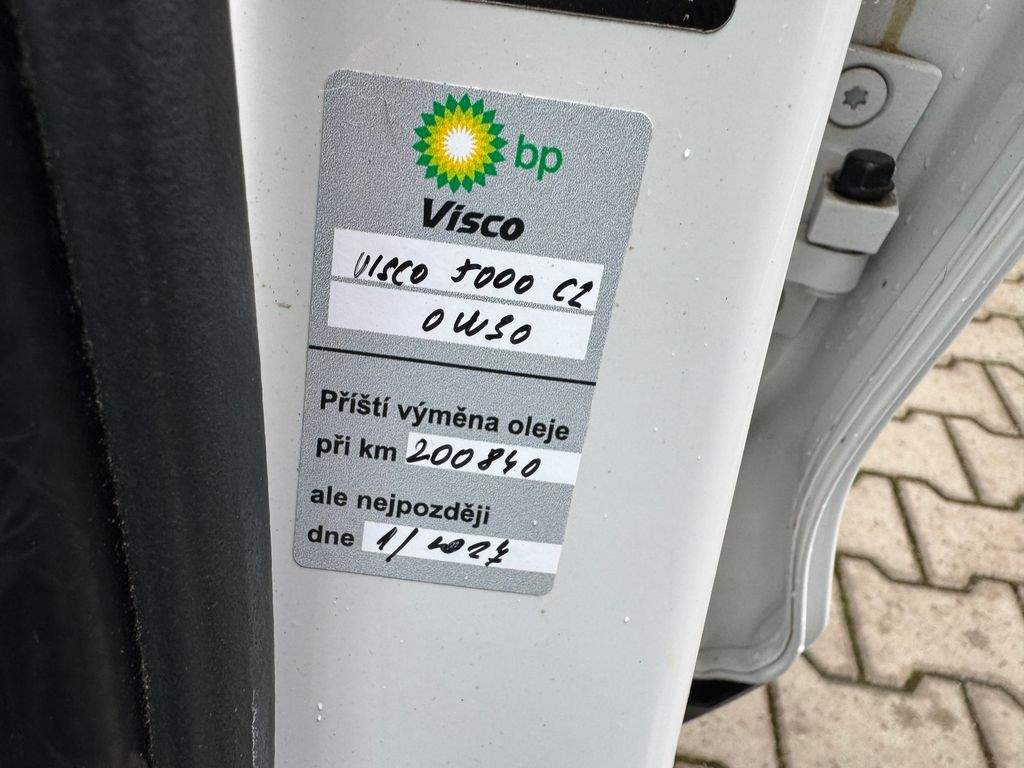 bp
Visco
VISCO 5000 C2
0W30
Příští výměna oleje
při km 200840
ale nejpozději
dne 1/2027